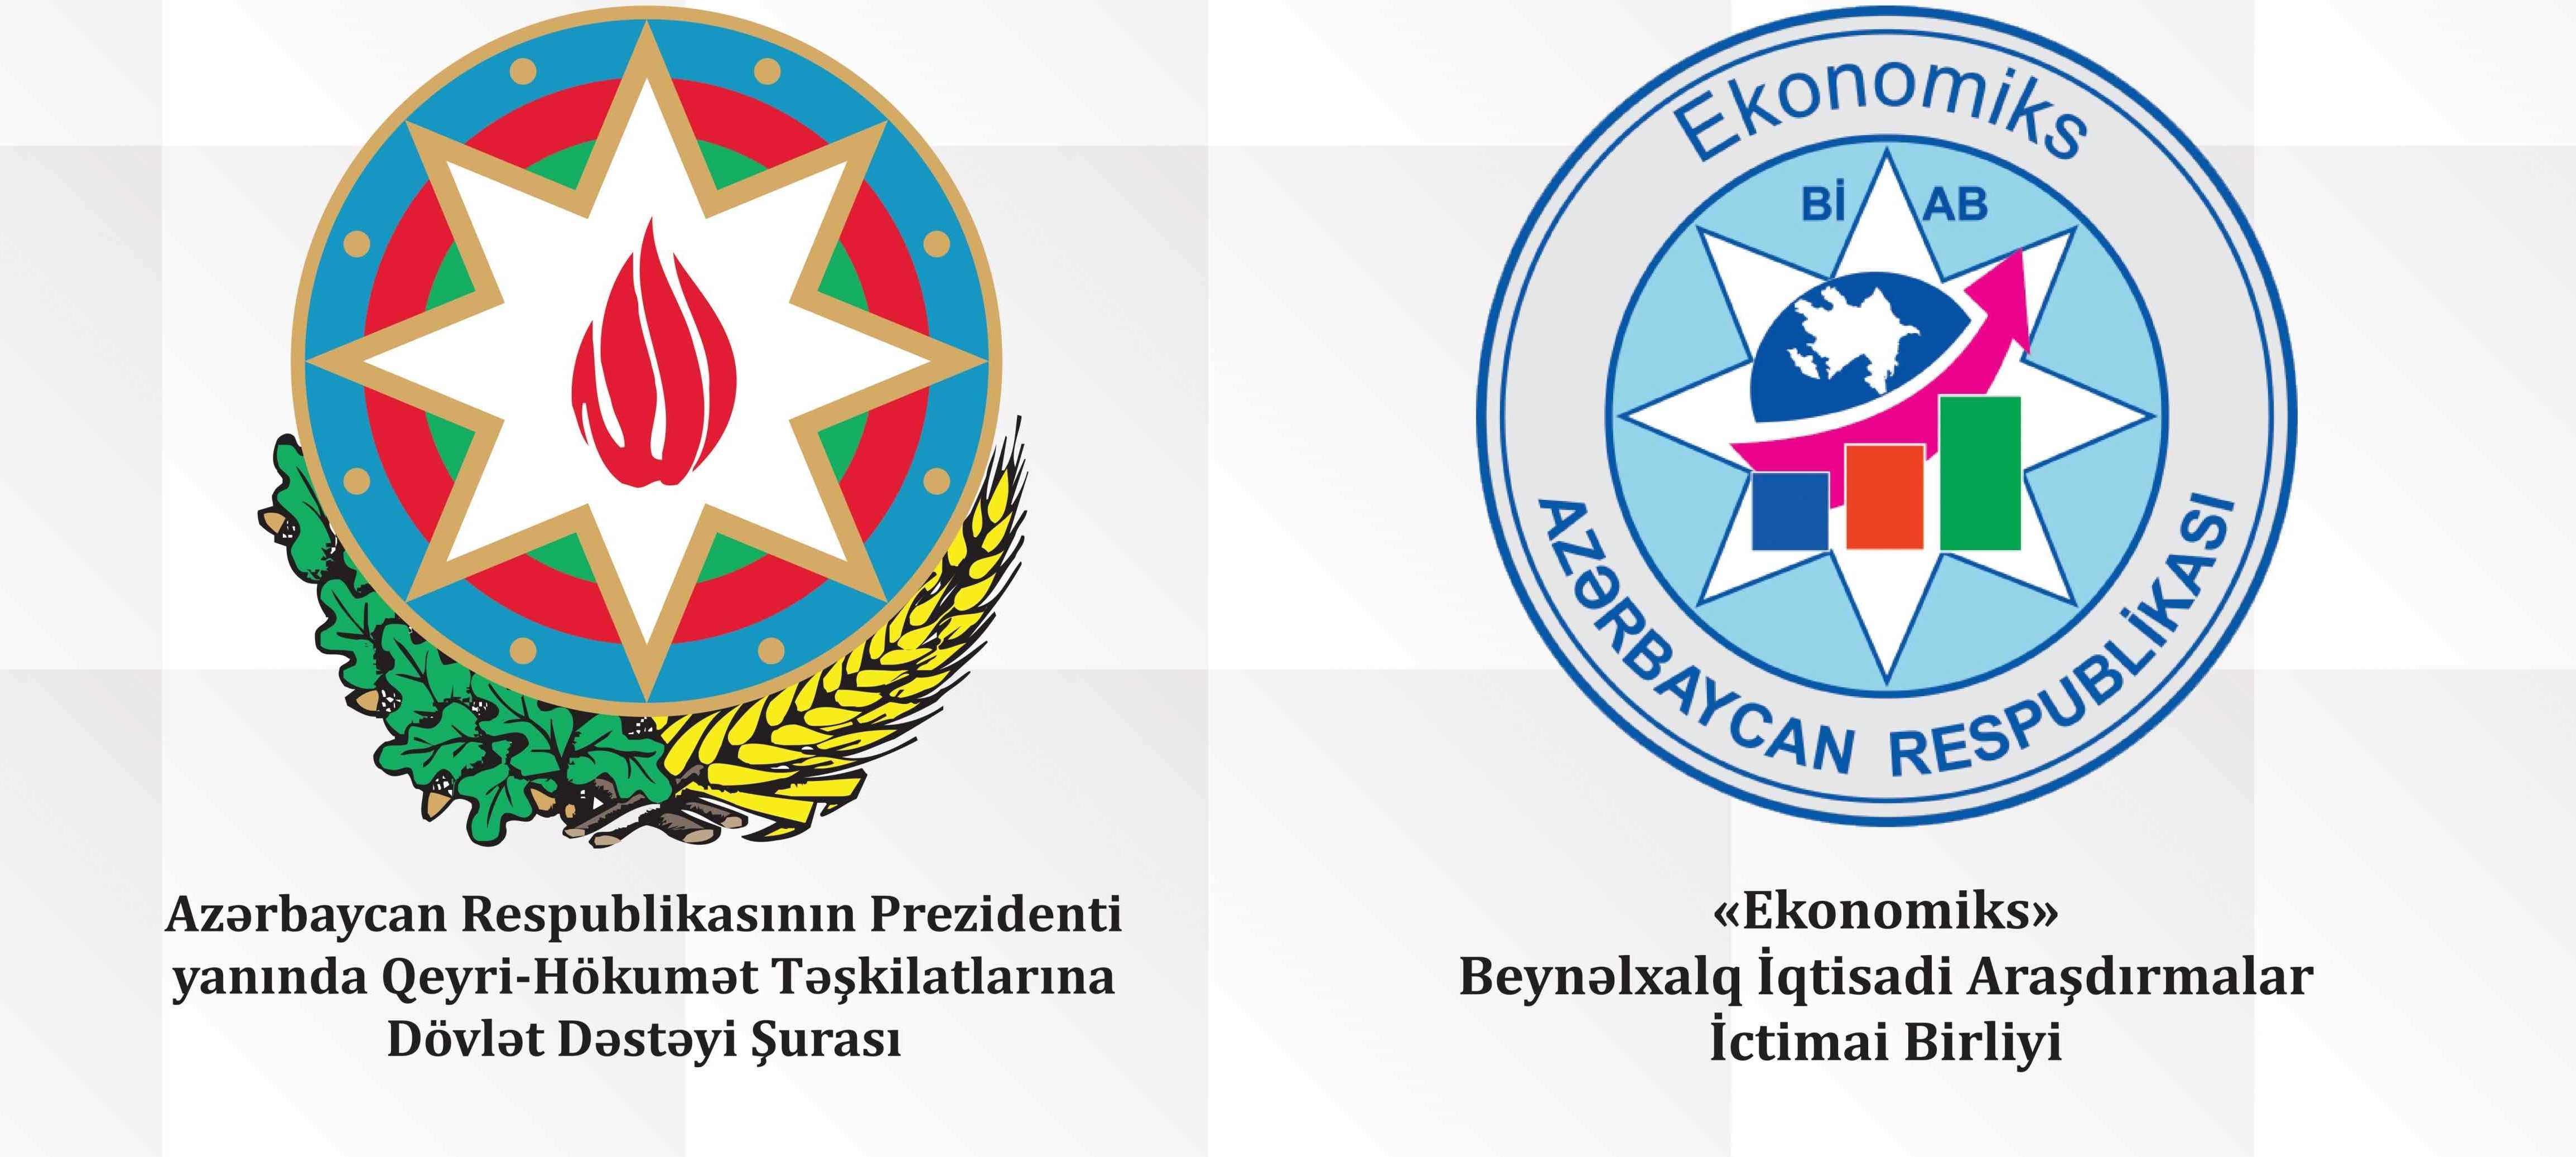 Azərbaycan Respublikasının Prezidenti
yanında Qeyri-Hökumət Təşkilatlarına
Dövlət Dəstəyi Şurası
Ekonomiks
Bİ AB
AZƏRBAYCAN RESPUBLİKASI
«Ekonomiks»
Beynəlxalq İqtisadi Araşdırmalar
İctimai Birliyi